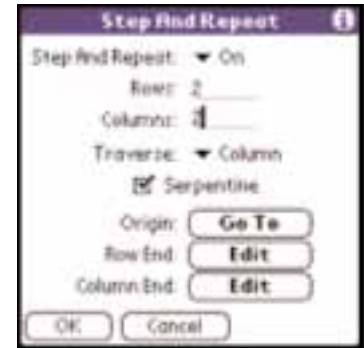 Step And Repeat
Step And Repeat: On
Rows: 2
Columns:
Traverse: Column
Serpentine
Origin: Go To
Row End: Edit
Column End: Edit
OK Cancel